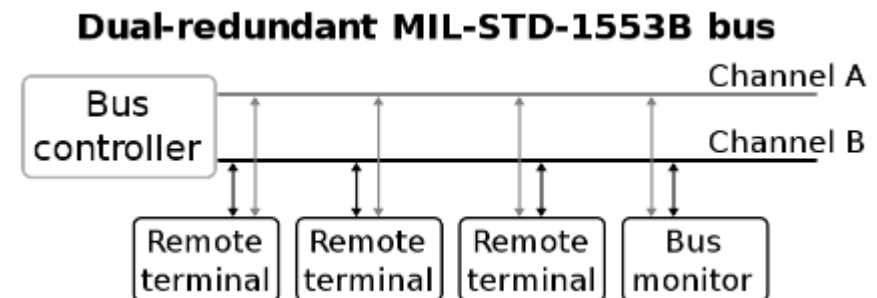 Dual-redundant MIL-STD-1553B bus
Channel A
Bus
controller
Channel B
Remote
terminal
Remote
terminal
Remote
terminal
Bus
monitor